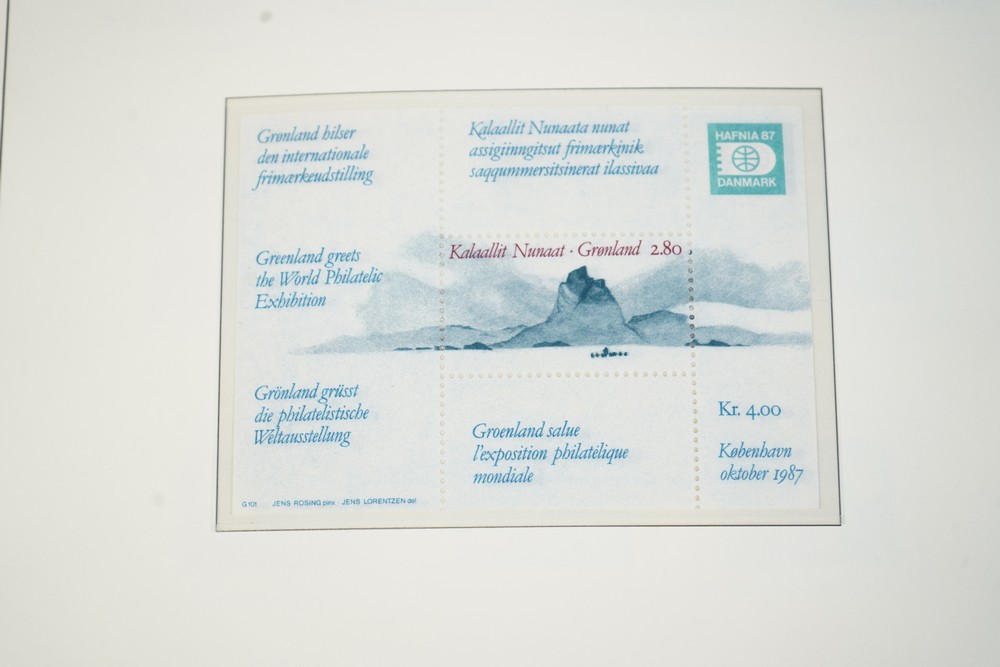 Grønland hilser
den internationale
frimærkeudstilling
Kalaallit Nunaata nunat
assigiinngitsut frimærkinik
saqqummersitsinerat ilassivaa
HAFNIA 87
DANMARK
Greenland greets
the World Philatelic
Exhibition
Kalaallit Nunaat · Grønland 2.80
Grönland grüsst
die philatelistische
Weltausstellung
Groenland salue
l'exposition philatélique
mondiale
Kr. 4.00
København
oktober 1987
G101 JENS ROSING pinx. · JENS LORENTZEN del.